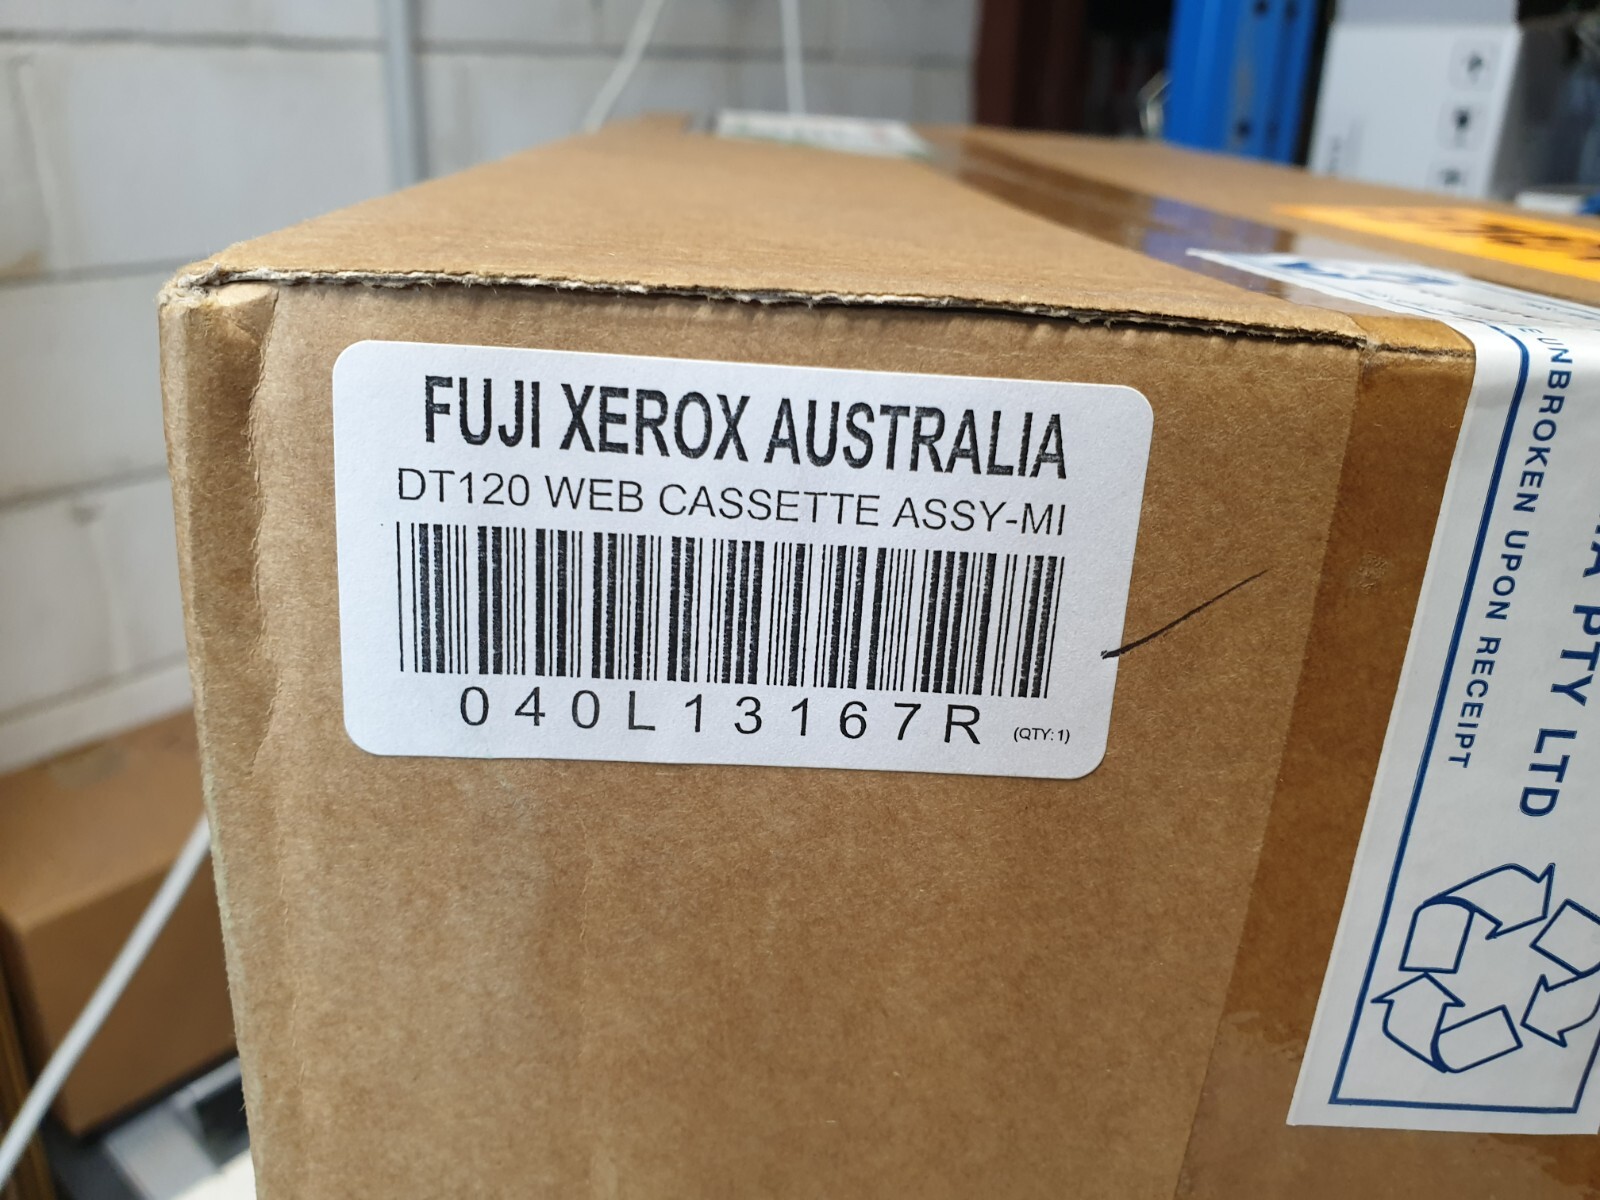 FUJI XEROX AUSTRALIA
DT120 WEB CASSETTE ASSY-MI
040L13167R (QTY: 1)
UNBROKEN UPON RECEIPT
PTY LTD